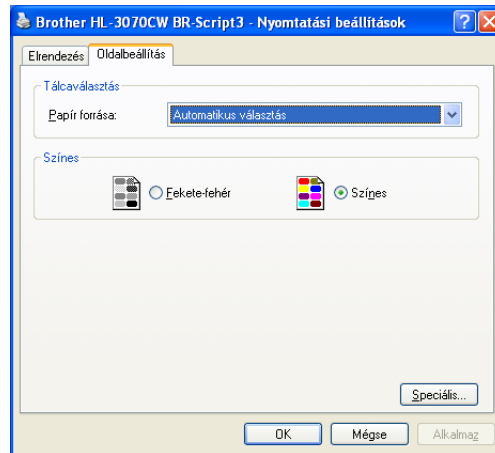 Brother HL-3070CW BR-Script3 - Nyomtatási beállítások
Elrendezés Oldalbeállítás
Tálcaválasztás
Papír forrása: Automatikus választás
Színes
Fekete-fehér Színes
Speciális...
OK Mégse Alkalmaz